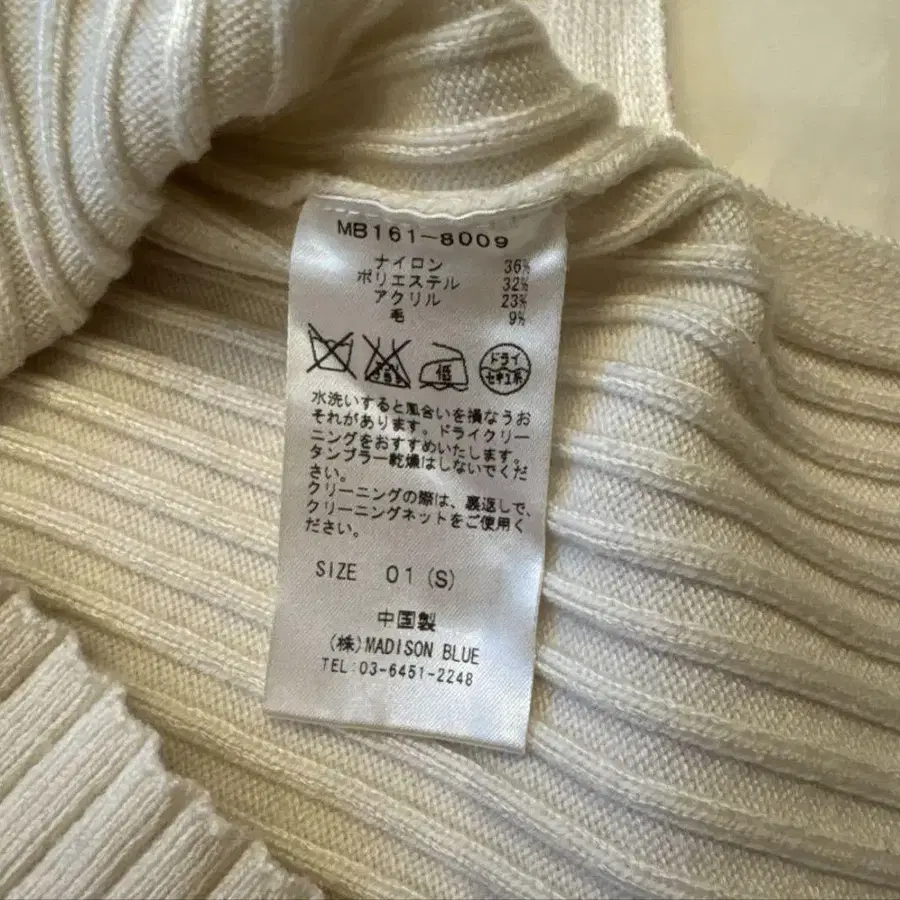 MB161-8009
ナイロン 36%
ポリエステル 32%
アクリル 23%
毛 9%
低 ドライ
セキユ系
水洗いすると風合いを損なうお
それがあります。ドライクリー
ニングをおすすめいたします。
タンブラー乾燥はしないでくだ
さい。
クリーニングの際は、裏返しで、
クリーニングネットをご使用く
ださい。
SIZE 01 (S)
中国製
(株)MADISON BLUE
TEL:03-6451-2248